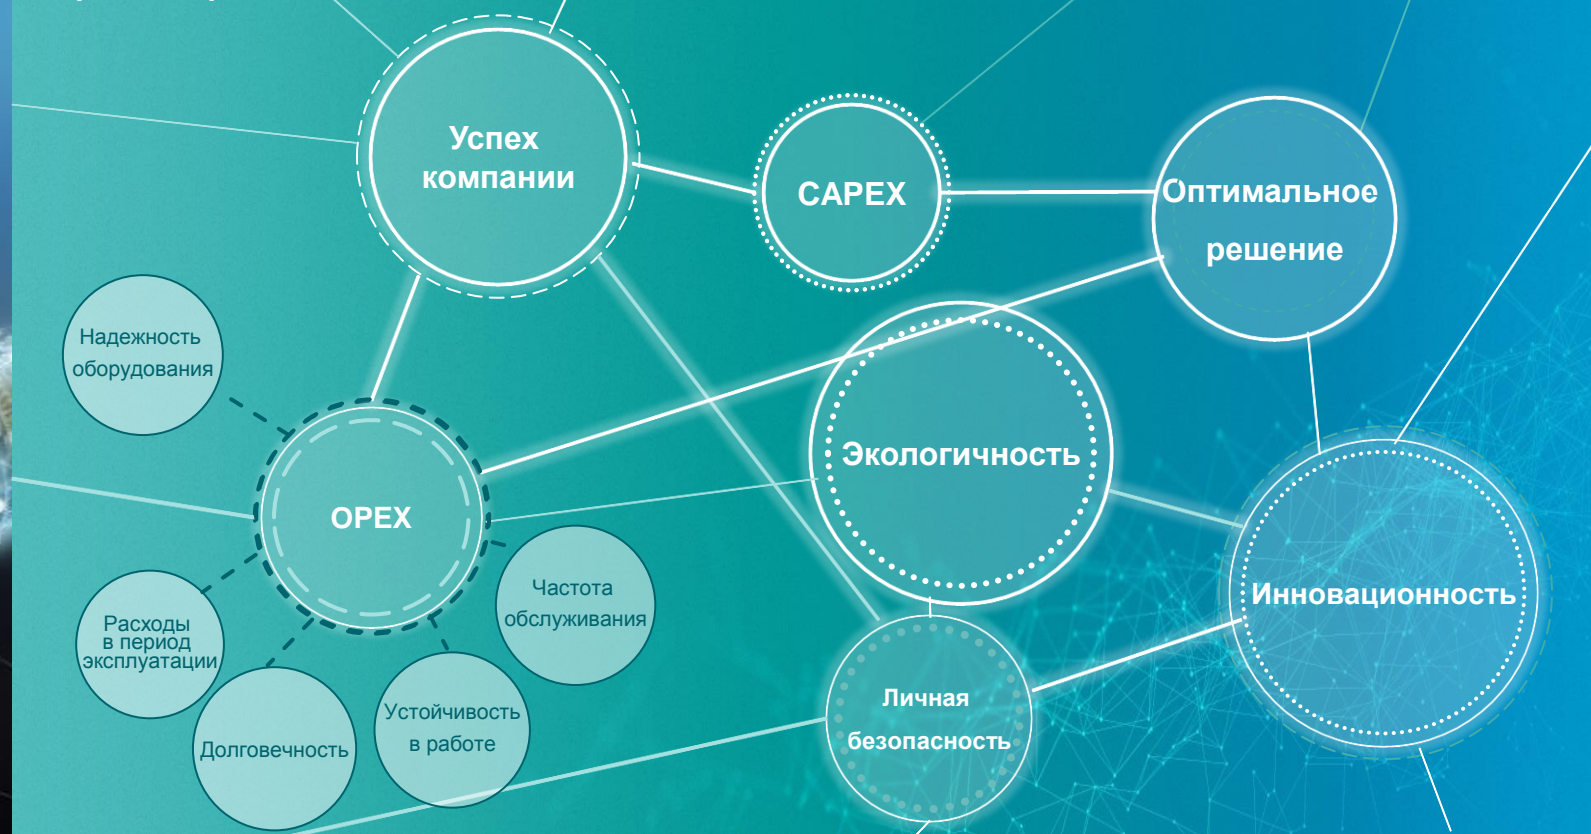 Успех
компании
CAPEX
Оптимальное
решение
Надежность
оборудования
Экологичность
OPEX
Частота
обслуживания
Инновационность
Расходы
в период
эксплуатации
Долговечность
Устойчивость
в работе
Личная
безопасность